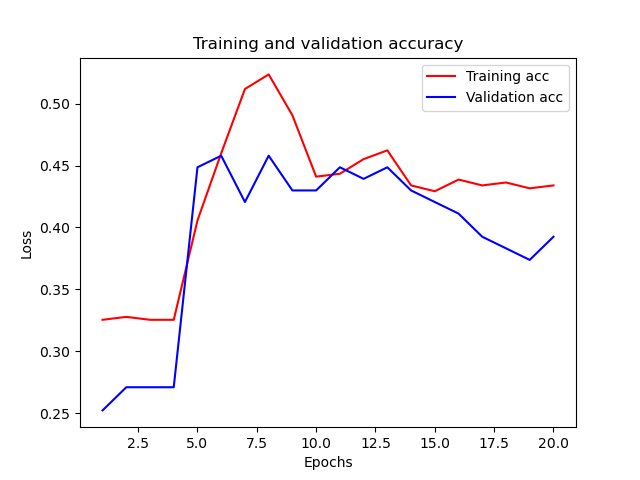 Training and validation accuracy
Training acc
Validation acc
Loss
0.50
0.45
0.40
0.35
0.30
0.25
2.5 5.0 7.5 10.0 12.5 15.0 17.5 20.0
Epochs